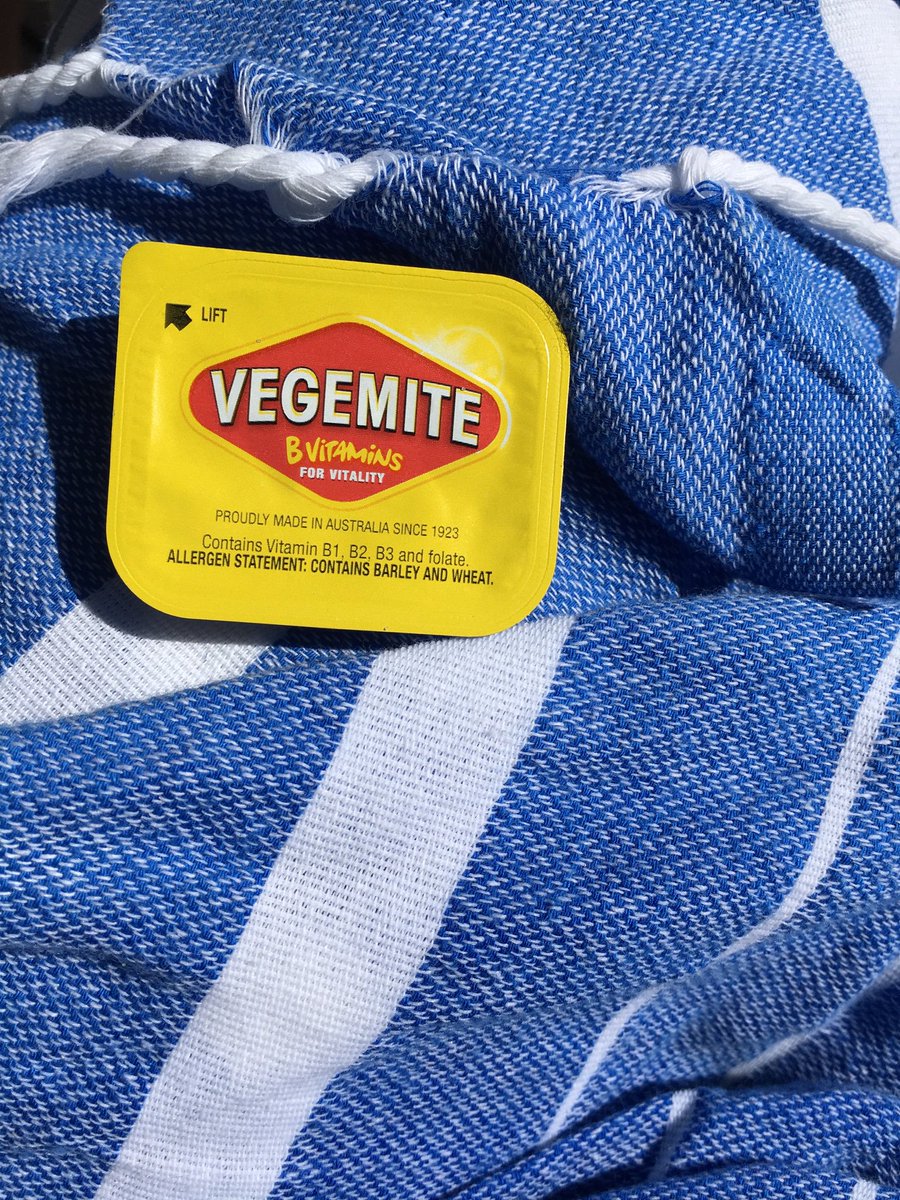 LIFT
VEGEMITE
B VITAMINS
FOR VITALITY
PROUDLY MADE IN AUSTRALIA SINCE 1923
Contains Vitamin B1, B2, B3 and folate.
ALLERGEN STATEMENT: CONTAINS BARLEY AND WHEAT.